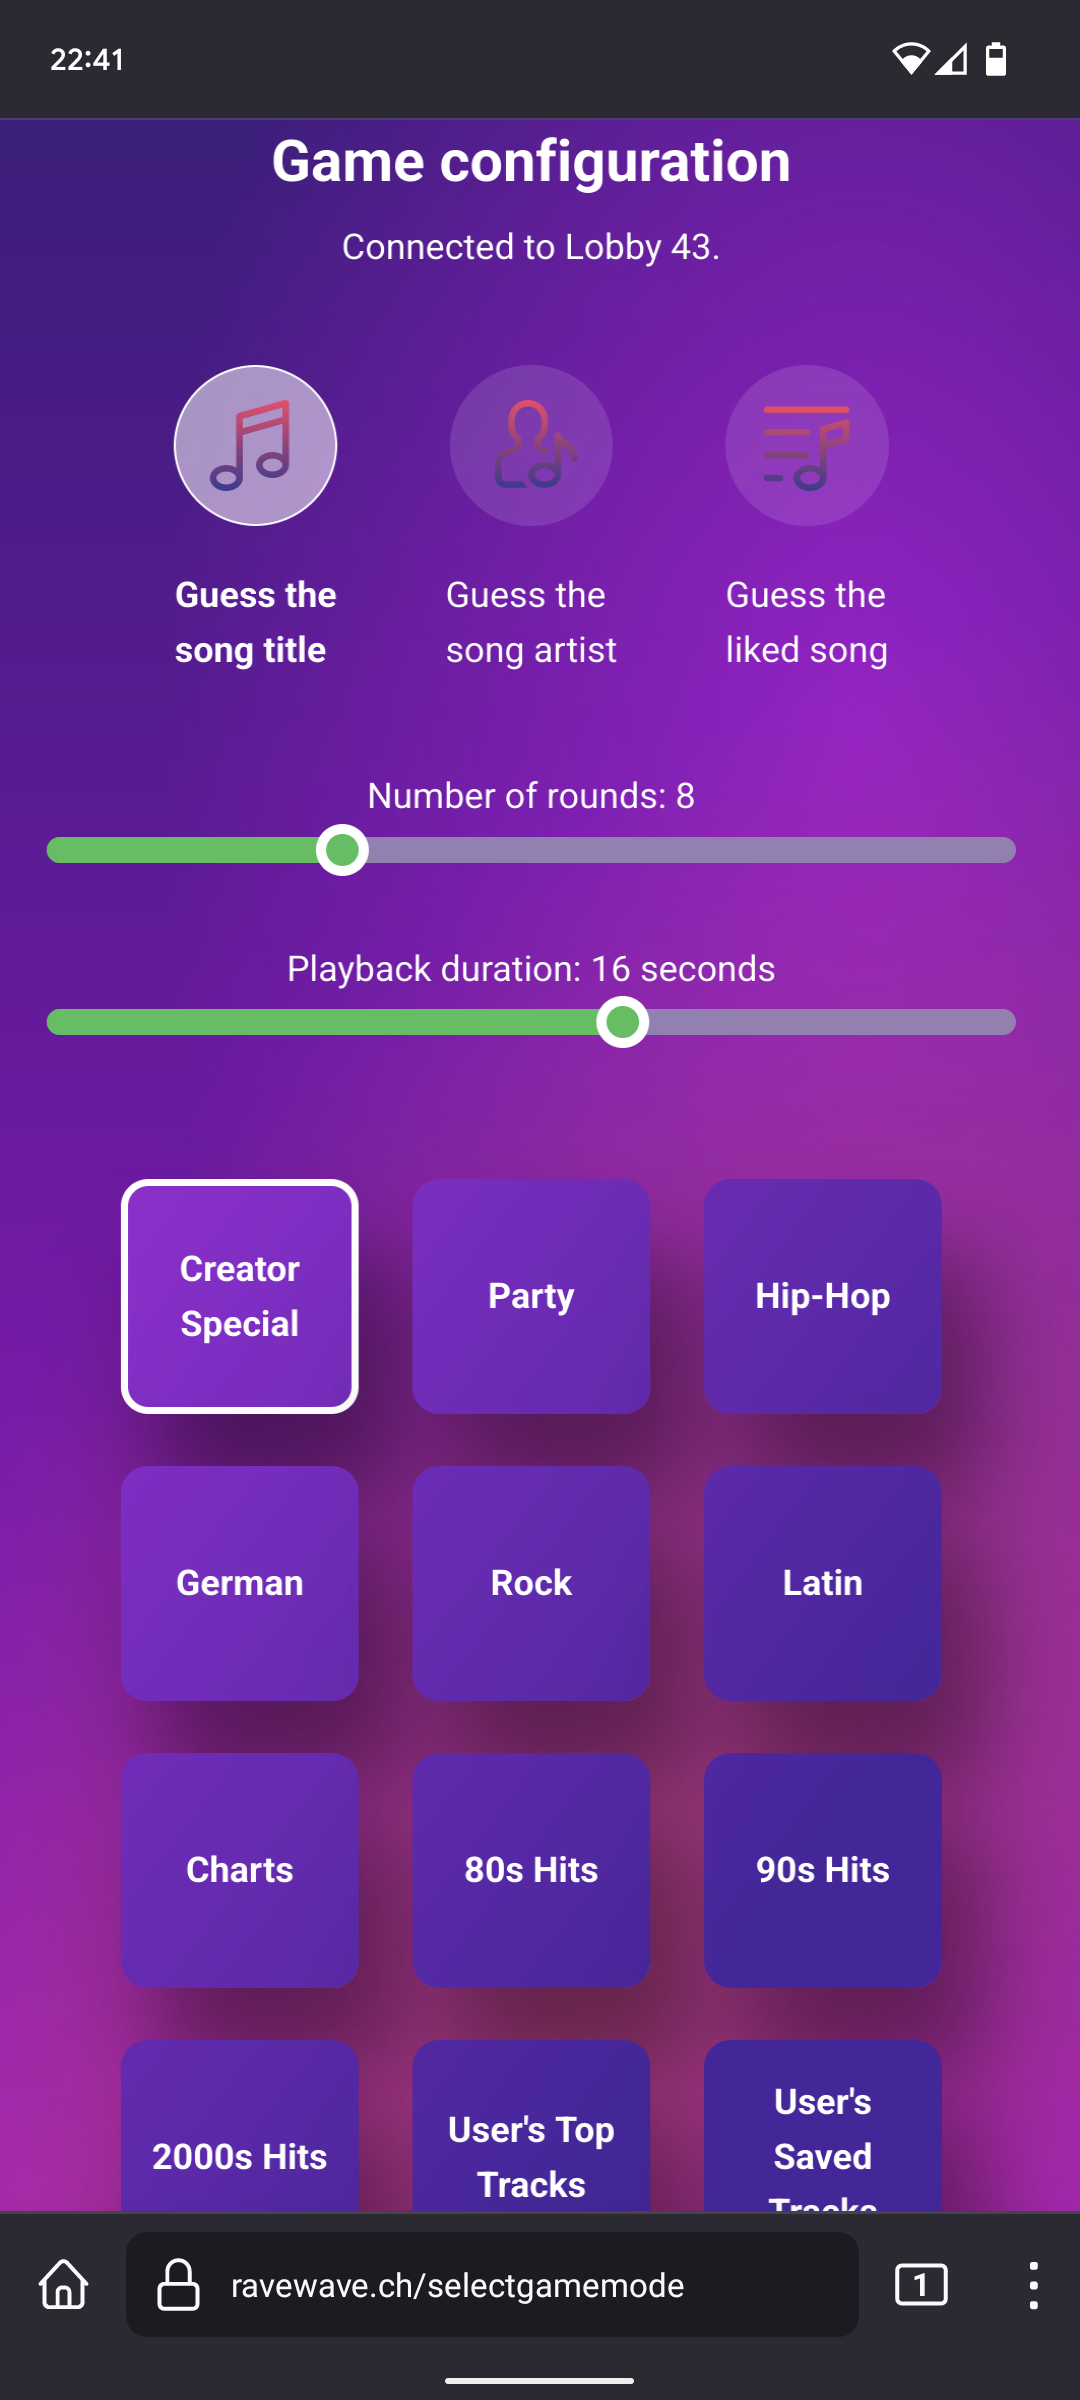 22:41
Game configuration
Connected to Lobby 43.
Guess the
song title
Guess the
song artist
Guess the
liked song
Number of rounds: 8
Playback duration: 16 seconds
Creator
Special
Party
Hip-Hop
German
Rock
Latin
Charts
80s Hits
90s Hits
2000s Hits
User's Top
Tracks
User's
Saved
Tracks
ravewave.ch/selectgamemode
1